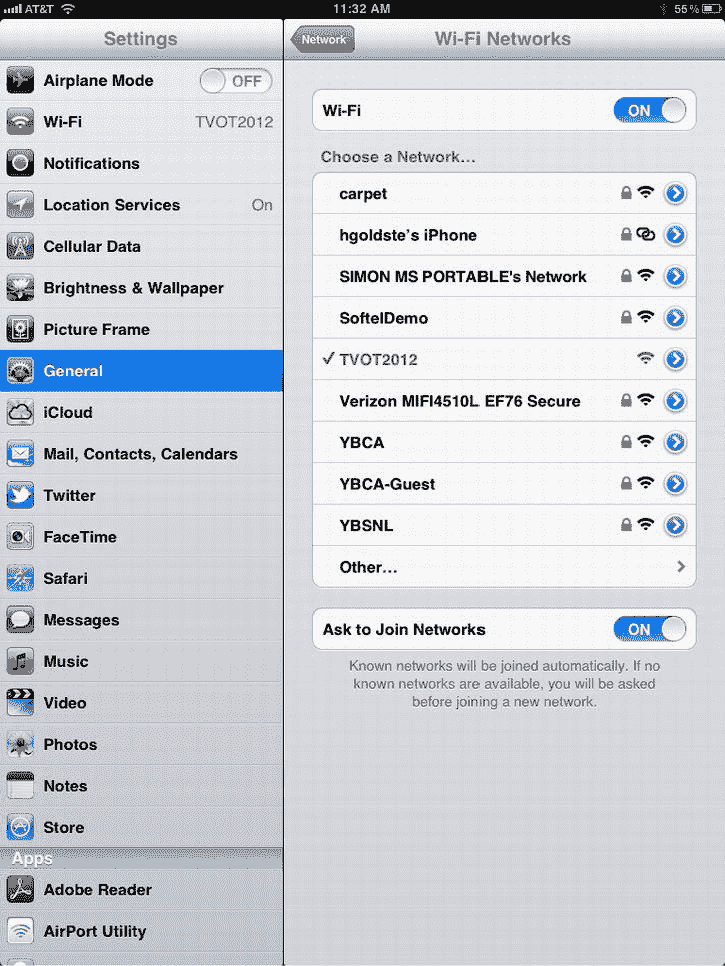 AT&T 11:32 AM 55%
Settings
Airplane Mode OFF
Wi-Fi TVOT2012
Notifications
Location Services On
Cellular Data
Brightness & Wallpaper
Picture Frame
General
iCloud
Mail, Contacts, Calendars
Twitter
FaceTime
Safari
Messages
Music
Video
Photos
Notes
Store
Apps
Adobe Reader
AirPort Utility
Network Wi-Fi Networks
Wi-Fi ON
Choose a Network...
carpet
hgoldste's iPhone
SIMON MS PORTABLE's Network
SoftelDemo
✓ TVOT2012
Verizon MIFI4510L EF76 Secure
YBCA
YBCA-Guest
YBSNL
Other...
Ask to Join Networks ON
Known networks will be joined automatically. If no
known networks are available, you will be asked
before joining a new network.